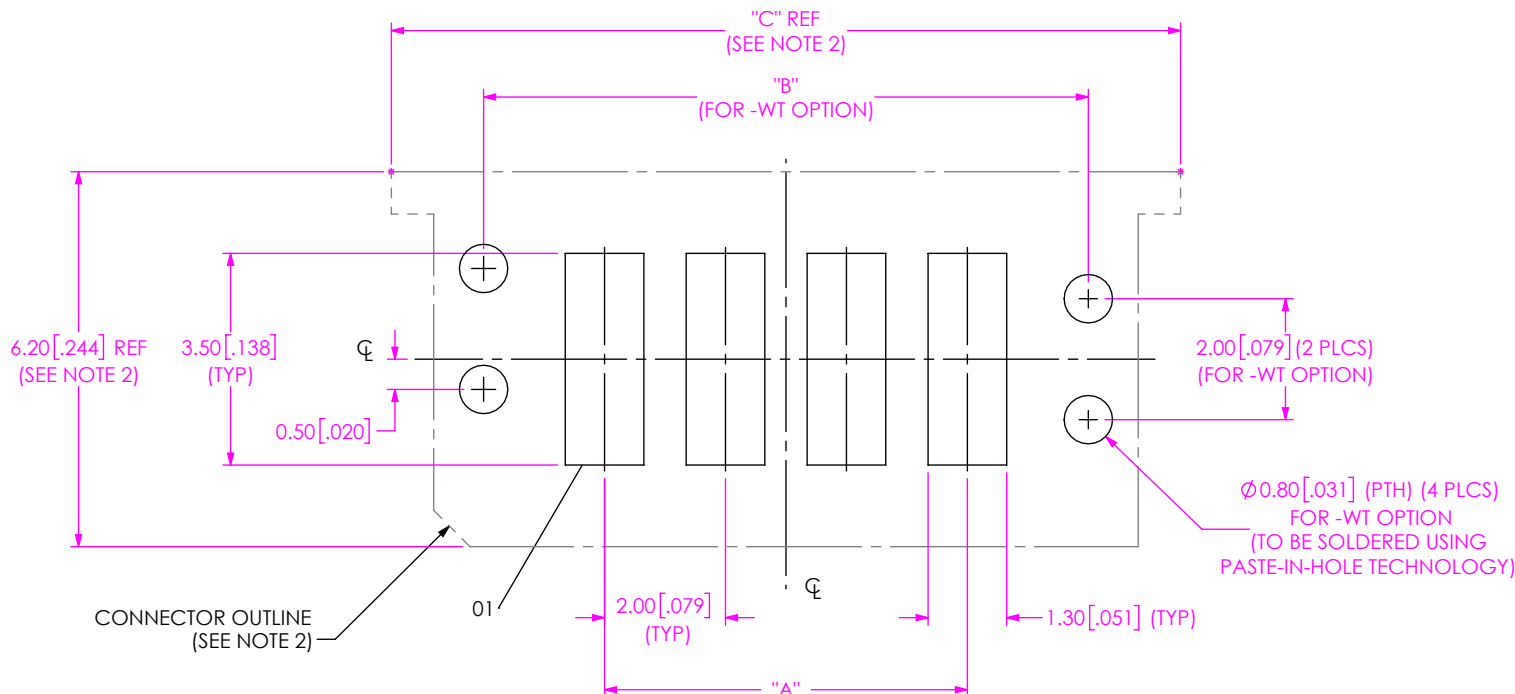 "C" REF
(SEE NOTE 2)
"B"
(FOR -WT OPTION)
6.20[.244] REF
(SEE NOTE 2)
3.50[.138]
(TYP)
℄
2.00[.079] (2 PLCS)
(FOR -WT OPTION)
0.50[.020]
Ø0.80[.031] (PTH) (4 PLCS)
FOR -WT OPTION
(TO BE SOLDERED USING
PASTE-IN-HOLE TECHNOLOGY)
℄
CONNECTOR OUTLINE
(SEE NOTE 2)
01
2.00[.079]
(TYP)
1.30[.051] (TYP)
"A"